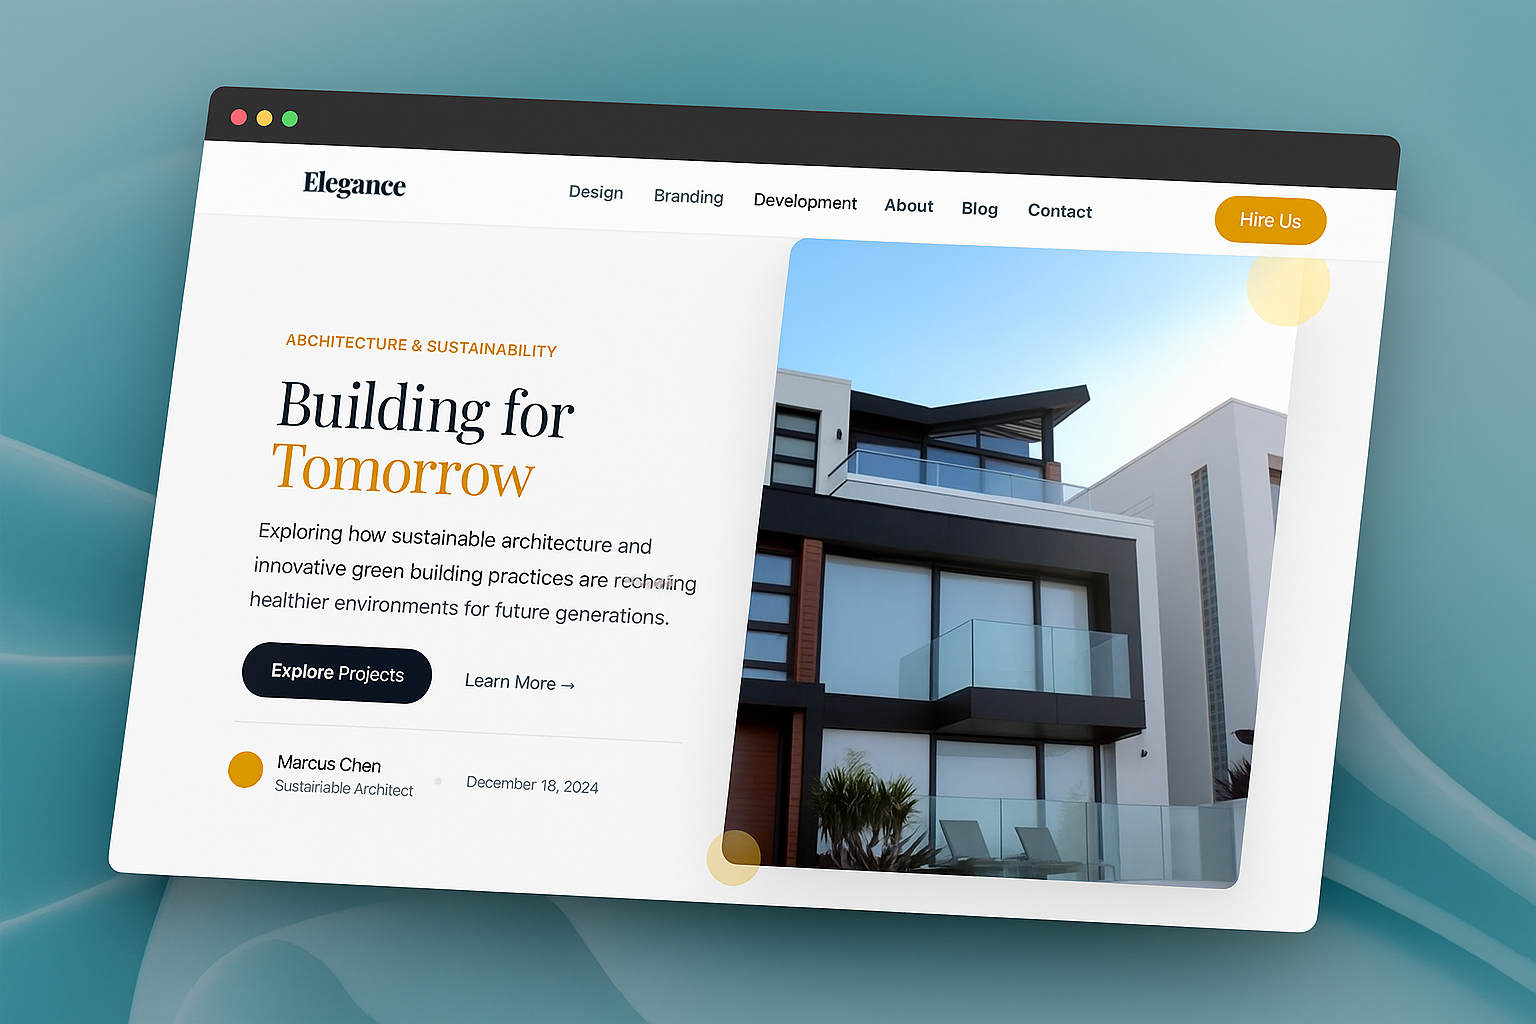 Elegance
Design Branding Development About Blog Contact
Hire Us
ARCHITECTURE & SUSTAINABILITY
Building for
Tomorrow
Exploring how sustainable architecture and
innovative green building practices are
healthier environments for future generations.
Explore Projects
Learn More →
Marcus Chen
Sustairiable Architect
December 18, 2024